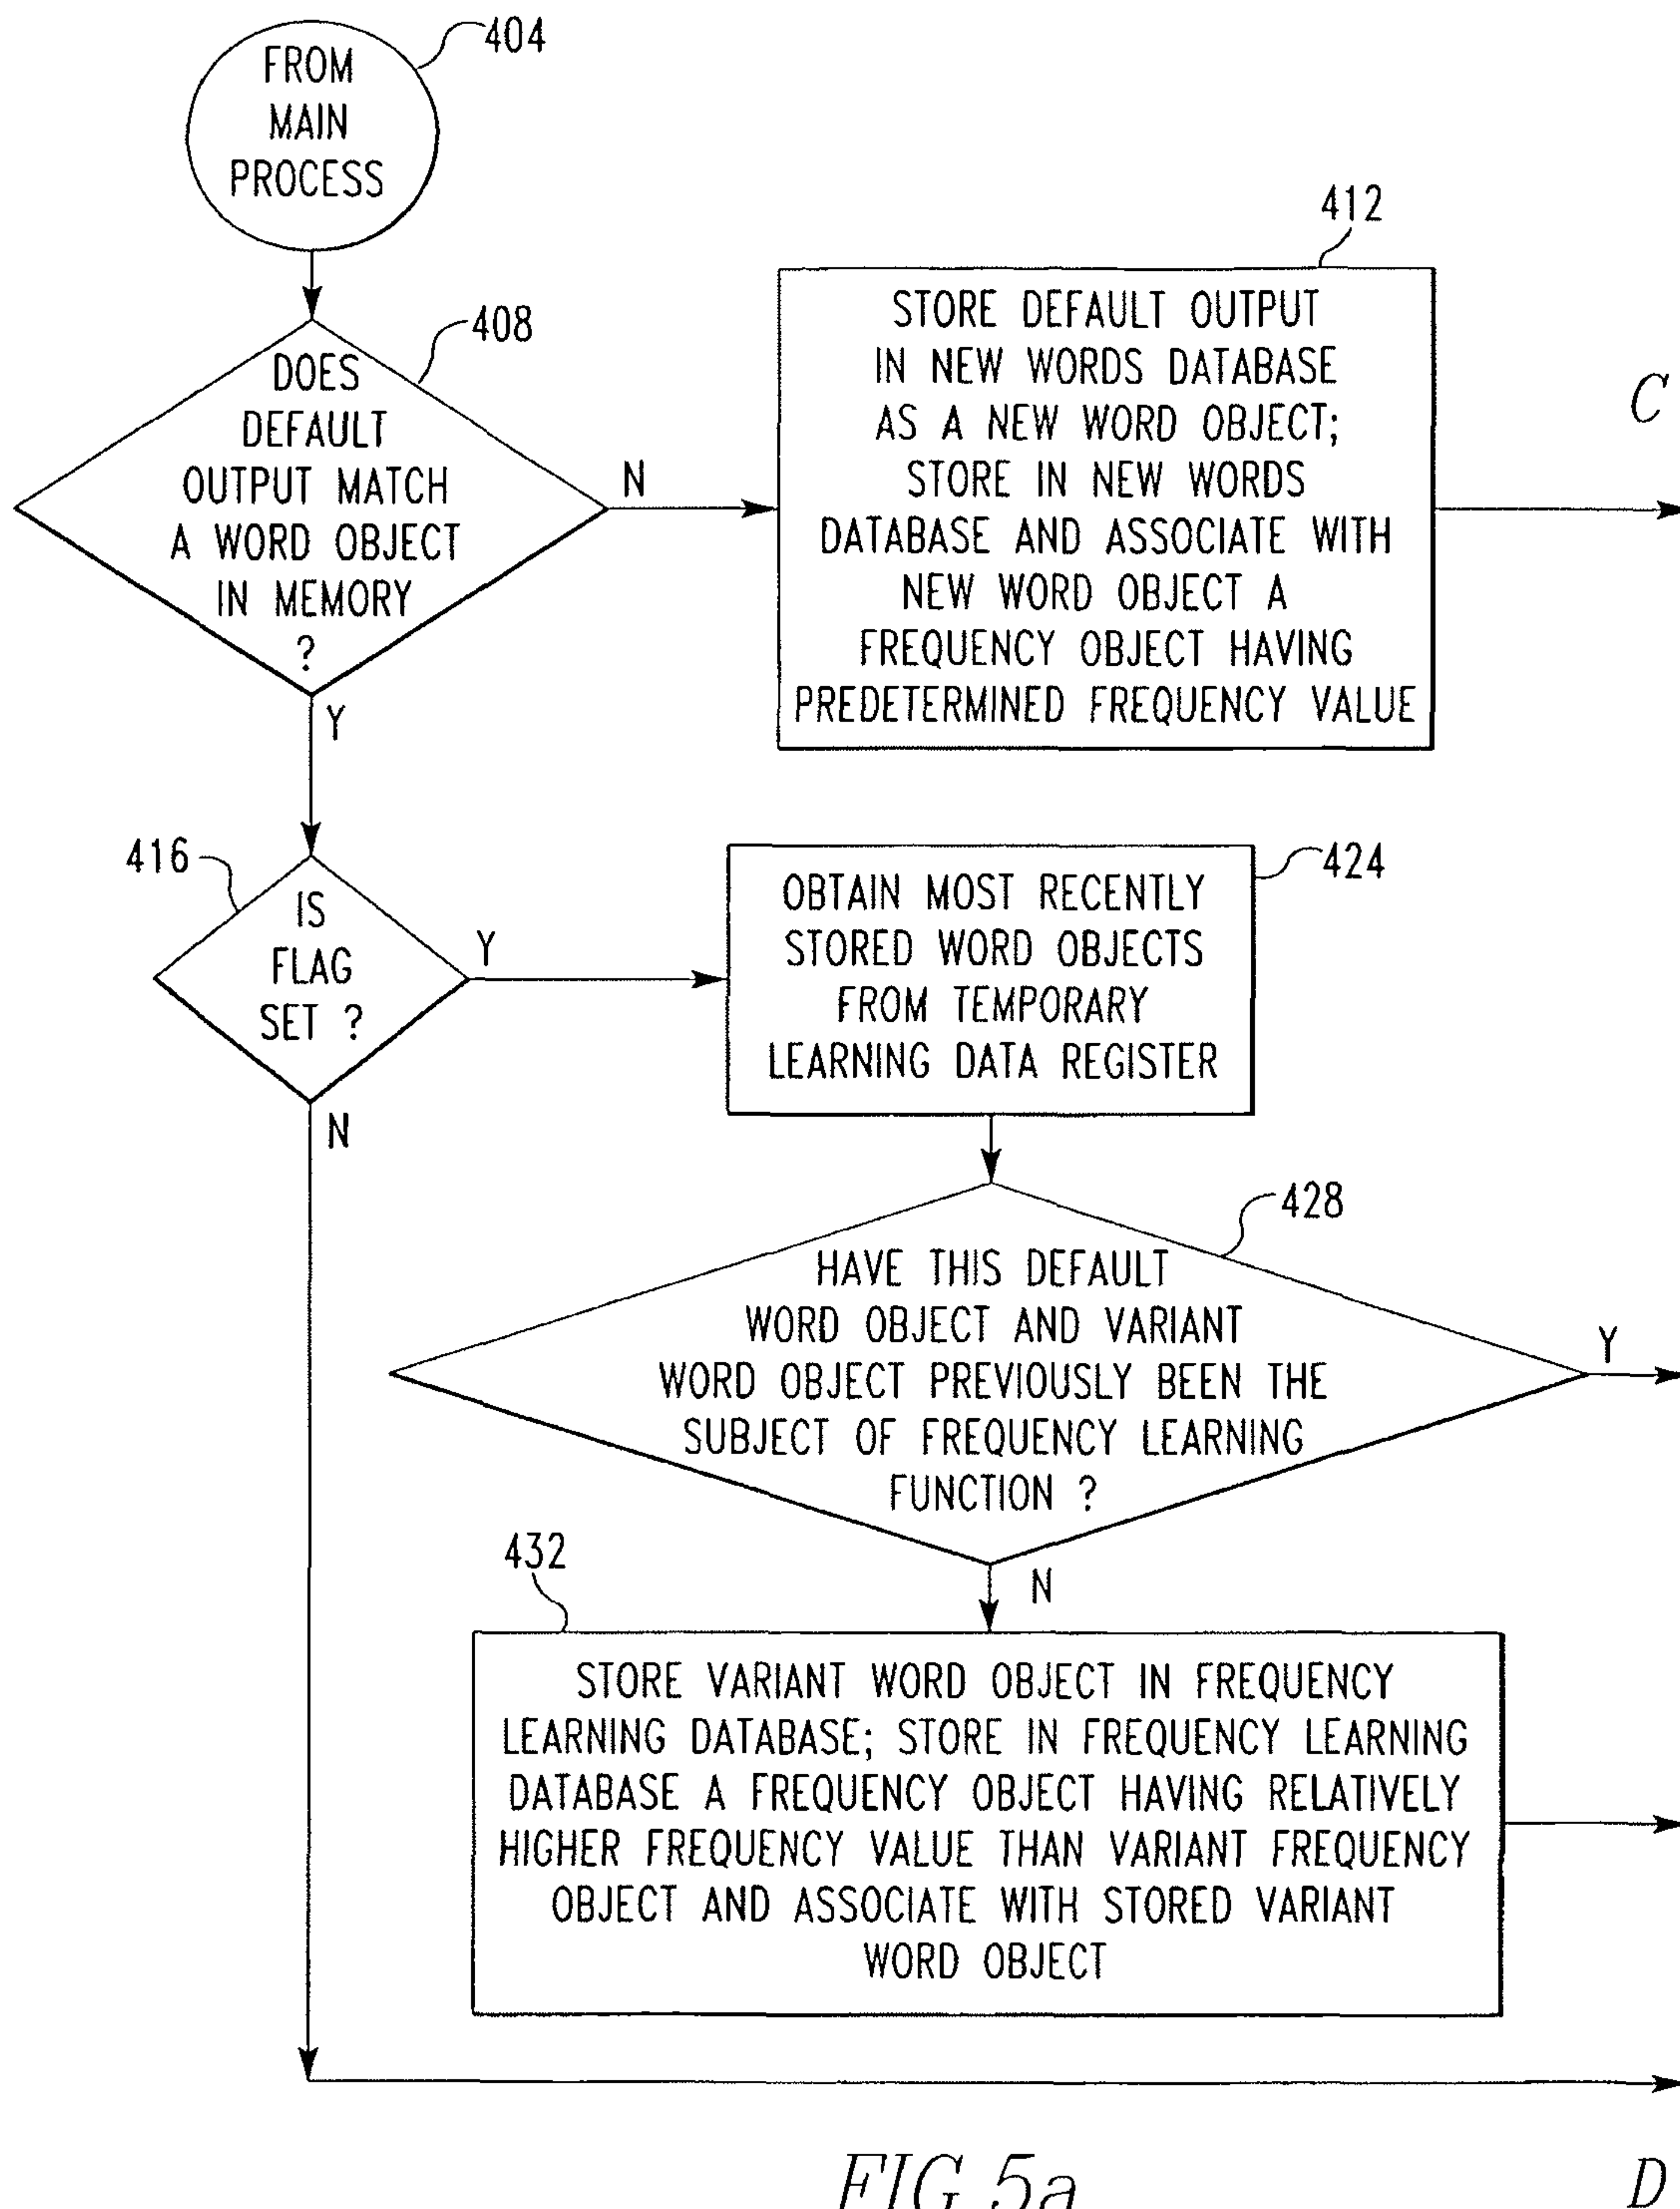 404
FROM
MAIN
PROCESS
408
DOES
DEFAULT
OUTPUT MATCH
A WORD OBJECT
IN MEMORY
?
N
Y
412
STORE DEFAULT OUTPUT
IN NEW WORDS DATABASE
AS A NEW WORD OBJECT;
STORE IN NEW WORDS
DATABASE AND ASSOCIATE WITH
NEW WORD OBJECT A
FREQUENCY OBJECT HAVING
PREDETERMINED FREQUENCY VALUE
C
416
IS
FLAG
SET ?
Y
N
424
OBTAIN MOST RECENTLY
STORED WORD OBJECTS
FROM TEMPORARY
LEARNING DATA REGISTER
428
HAVE THIS DEFAULT
WORD OBJECT AND VARIANT
WORD OBJECT PREVIOUSLY BEEN THE
SUBJECT OF FREQUENCY LEARNING
FUNCTION ?
Y
N
432
STORE VARIANT WORD OBJECT IN FREQUENCY
LEARNING DATABASE; STORE IN FREQUENCY LEARNING
DATABASE A FREQUENCY OBJECT HAVING RELATIVELY
HIGHER FREQUENCY VALUE THAN VARIANT FREQUENCY
OBJECT AND ASSOCIATE WITH STORED VARIANT
WORD OBJECT
FIG. 5a
D